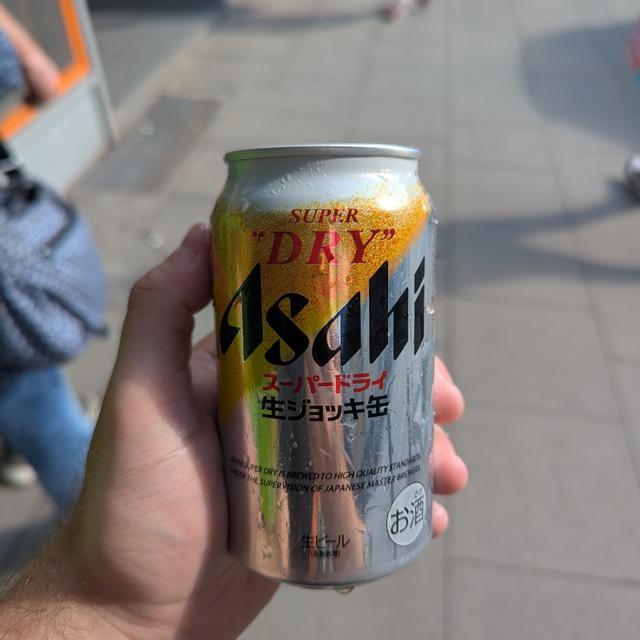 SUPER
"DRY"
Asahi
スーパードライ
生ジョッキ缶
ASAHI SUPER DRY IS BREWED TO HIGH QUALITY STANDARDS
UNDER THE SUPERVISION OF JAPANESE MASTER BREWERS.
お酒
生ビール